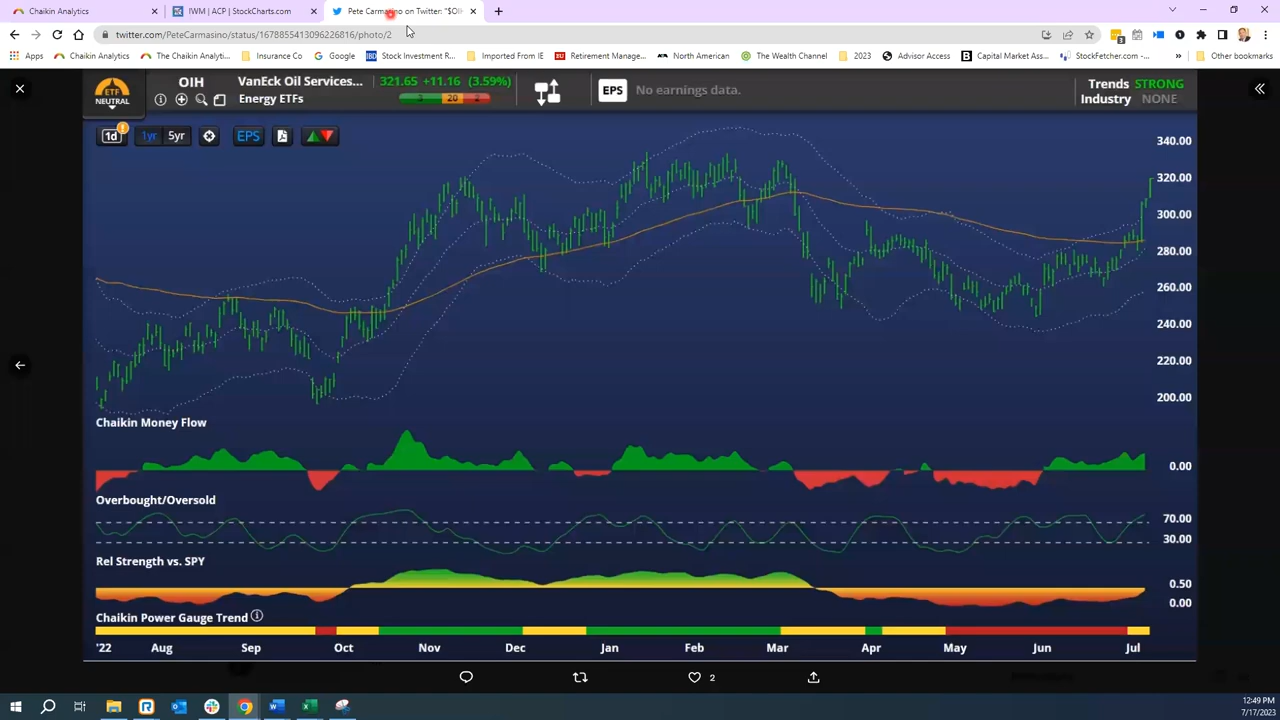 Chaikin Analytics
IWM | ACP | StockCharts.com
Pete Carmasino on Twitter: "$OIH
twitter.com/PeteCarmasino/status/1678855413096226816/photo/2
Apps
Chaikin Analytics
The Chaikin Analyti...
Insurance Co
Google
IBD
Stock Investment R...
Retirement Manage...
North American
The Wealth Channel
2023
Advisor Access
Capital Market Ass...
StockFetcher.com -...
»
Other bookmarks
ETF
NEUTRAL
OIH
VanEck Oil Services...
321.65 +11.16 (3.59%)
Energy ETFs
3 20 2
EPS
No earnings data.
Trends STRONG
Industry NONE
1d
1yr
5yr
EPS
340.00
320.00
300.00
280.00
260.00
240.00
220.00
200.00
Chaikin Money Flow
0.00
Overbought/Oversold
70.00
30.00
Rel Strength vs. SPY
0.50
0.00
Chaikin Power Gauge Trend
'22 Aug Sep Oct Nov Dec Jan Feb Mar Apr May Jun Jul
2
12:49 PM
7/17/2023